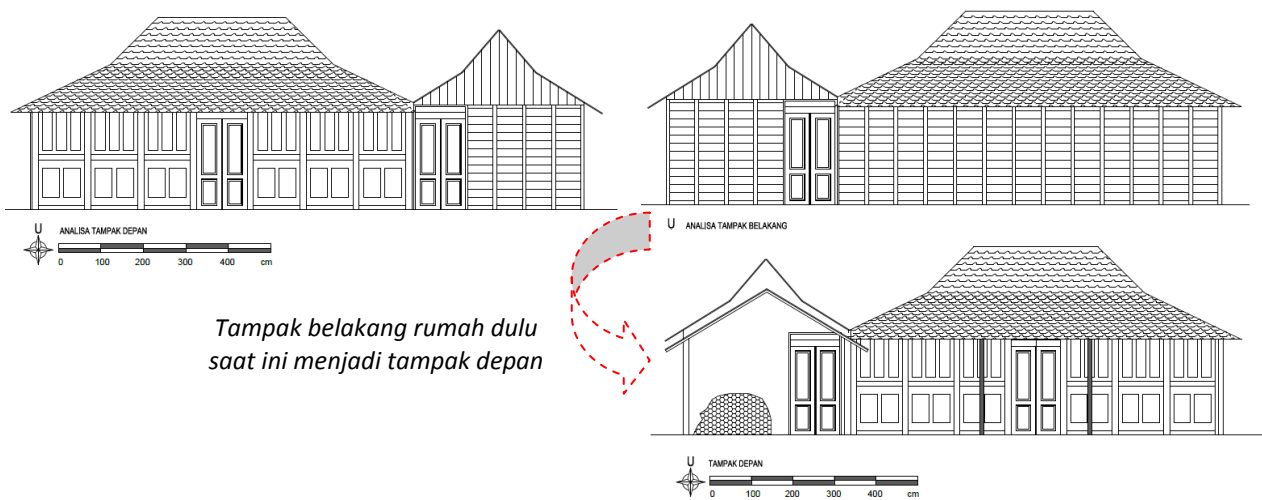 U ANALISA TAMPAK DEPAN
0 100 200 300 400 cm
U ANALISA TAMPAK BELAKANG
Tampak belakang rumah dulu
saat ini menjadi tampak depan
U TAMPAK DEPAN
0 100 200 300 400 cm